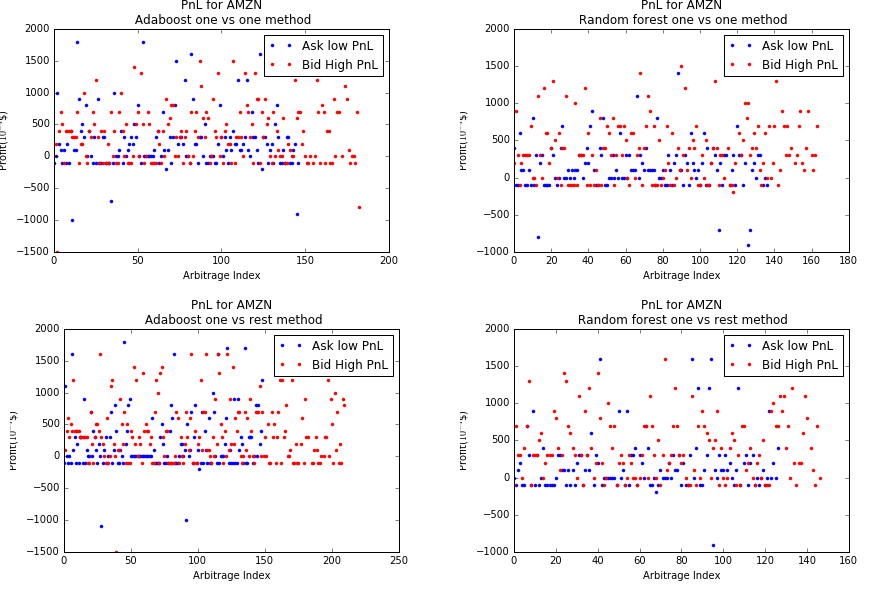 PnL for AMZN
Adaboost one vs one method
2000
1500
1000
500
0
−500
−1000
−1500
0 50 100 150 200
Arbitrage Index
Ask low PnL
Bid High PnL
PnL for AMZN
Random forest one vs one method
2000
1500
1000
500
0
−500
−1000
0 20 40 60 80 100 120 140 160 180
Arbitrage Index
Ask low PnL
Bid High PnL
PnL for AMZN
Adaboost one vs rest method
2000
1500
1000
500
0
−500
−1000
−1500
0 50 100 150 200 250
Arbitrage Index
Ask low PnL
Bid High PnL
PnL for AMZN
Random forest one vs rest method
2000
1500
1000
500
0
−500
−1000
0 20 40 60 80 100 120 140 160
Arbitrage Index
Ask low PnL
Bid High PnL